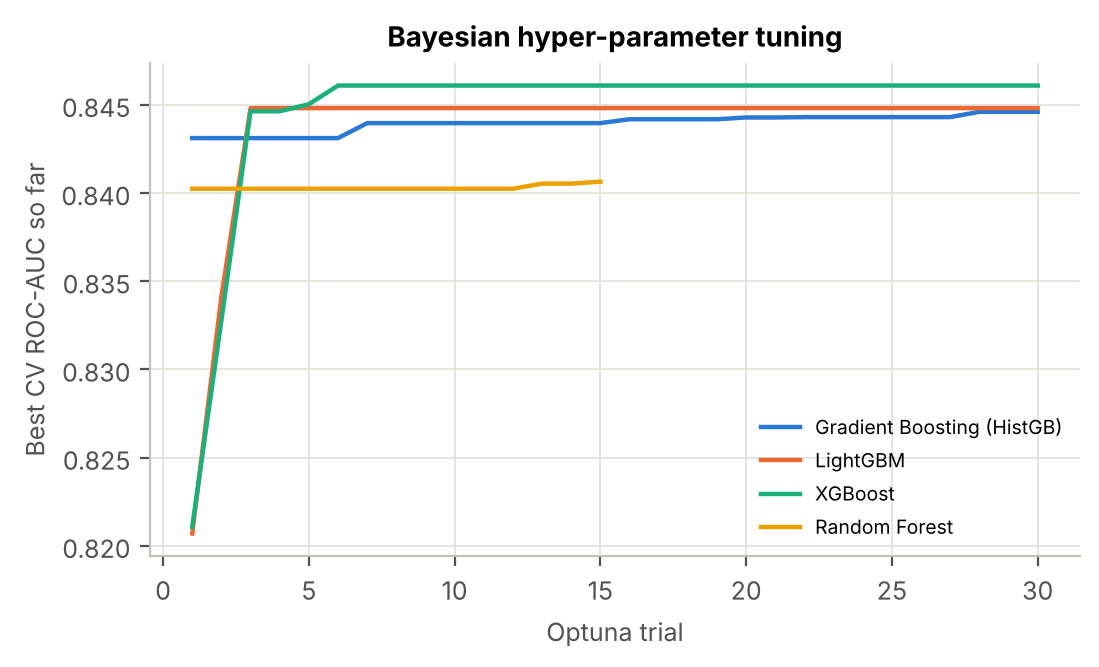 Bayesian hyper-parameter tuning
Best CV ROC-AUC so far
0.845
0.840
0.835
0.830
0.825
0.820
Gradient Boosting (HistGB)
LightGBM
XGBoost
Random Forest
0 5 10 15 20 25 30
Optuna trial